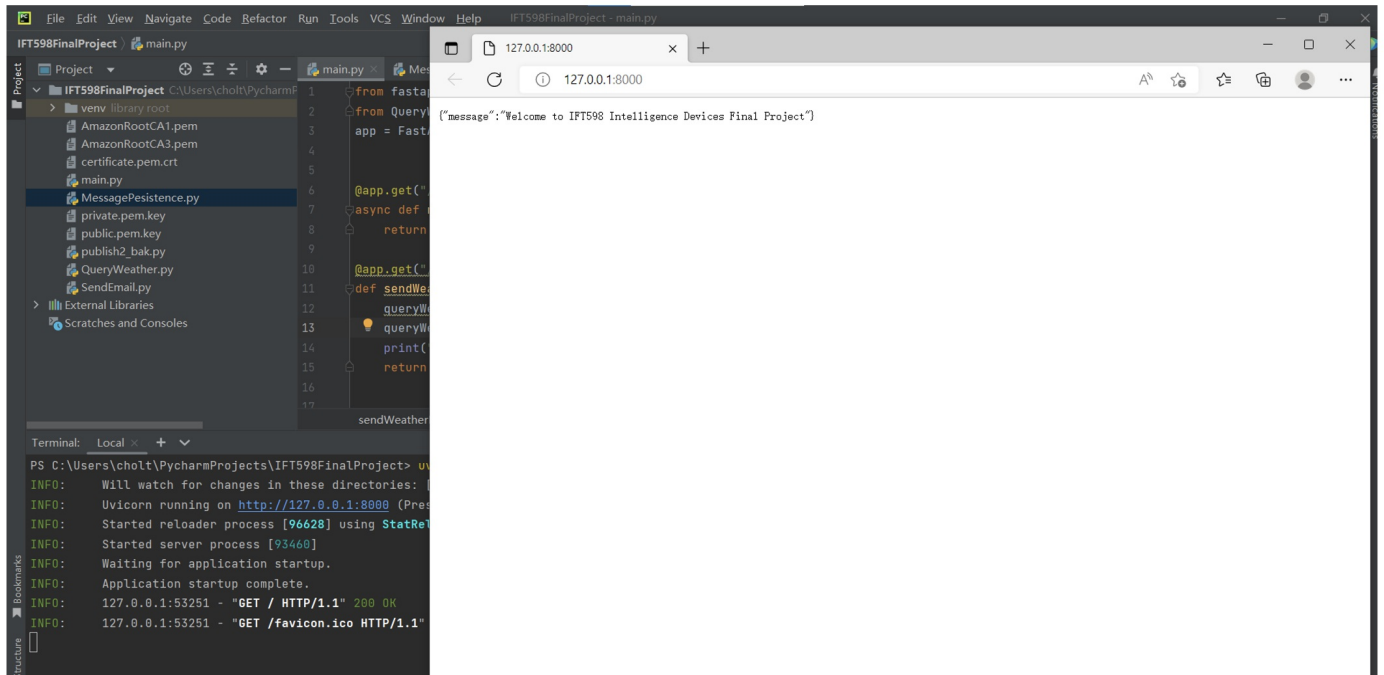 File Edit View Navigate Code Refactor Run Tools VCS Window Help IFT598FinalProject - main.py
IFT598FinalProject main.py
Project
main.py
IFT598FinalProject C:\Users\cholt\PycharmP
venv library root
AmazonRootCA1.pem
AmazonRootCA3.pem
certificate.pem.crt
main.py
MessagePesistence.py
private.pem.key
public.pem.key
publish2_bak.py
QueryWeather.py
SendEmail.py
External Libraries
Scratches and Consoles
1 from fasta
2 from Query
3 app = Fast
4
5
6 @app.get("
7 async def
8 return
9
10 @app.get("
11 def sendWea
12 queryW
13 queryW
14 print(
15 return
16
17
sendWeather
127.0.0.1:8000
127.0.0.1:8000
{"message":"Welcome to IFT598 Intelligence Devices Final Project"}
Terminal: Local
PS C:\Users\cholt\PycharmProjects\IFT598FinalProject> uv
INFO: Will watch for changes in these directories: [
INFO: Uvicorn running on http://127.0.0.1:8000 (Pres
INFO: Started reloader process [96628] using StatRel
INFO: Started server process [93460]
INFO: Waiting for application startup.
INFO: Application startup complete.
INFO: 127.0.0.1:53251 - "GET / HTTP/1.1" 200 OK
INFO: 127.0.0.1:53251 - "GET /favicon.ico HTTP/1.1"
Project
Bookmarks
Structure
Notifications